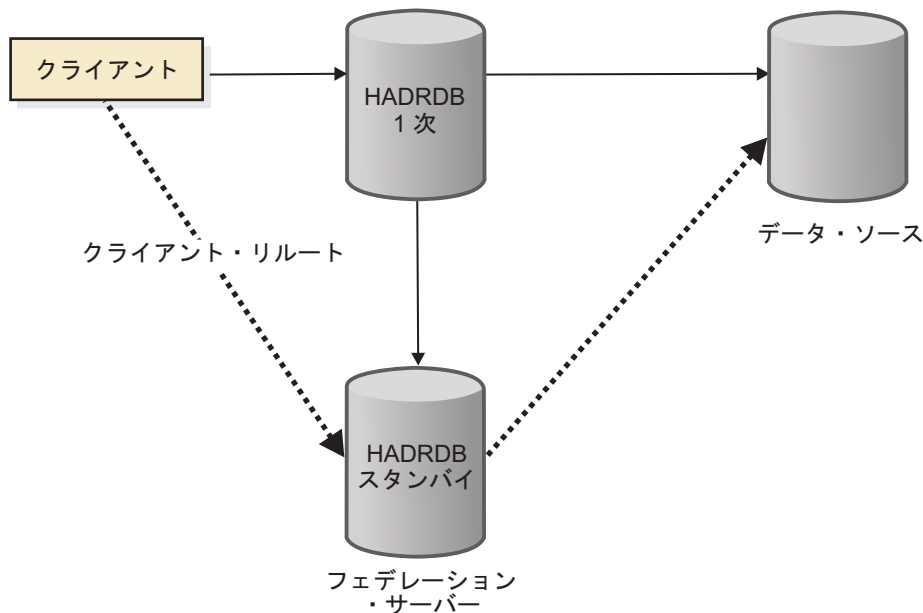 クライアント
HADRDB
1 次
データ・ソース
クライアント・リルート
HADRDB
スタンバイ
フェデレーション
・サーバー